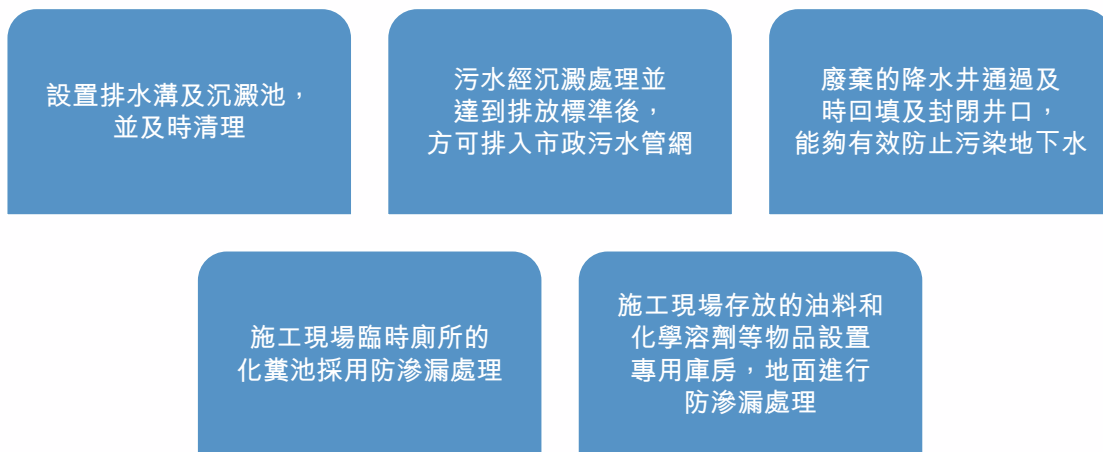 設置排水溝及沉澱池，
並及時清理
污水經沉澱處理並
達到排放標準後，
方可排入市政污水管網
廢棄的降水井通過及
時回填及封閉井口，
能夠有效防止污染地下水
施工現場臨時廁所的
化糞池採用防滲漏處理
施工現場存放的油料和
化學溶劑等物品設置
專用庫房，地面進行
防滲漏處理